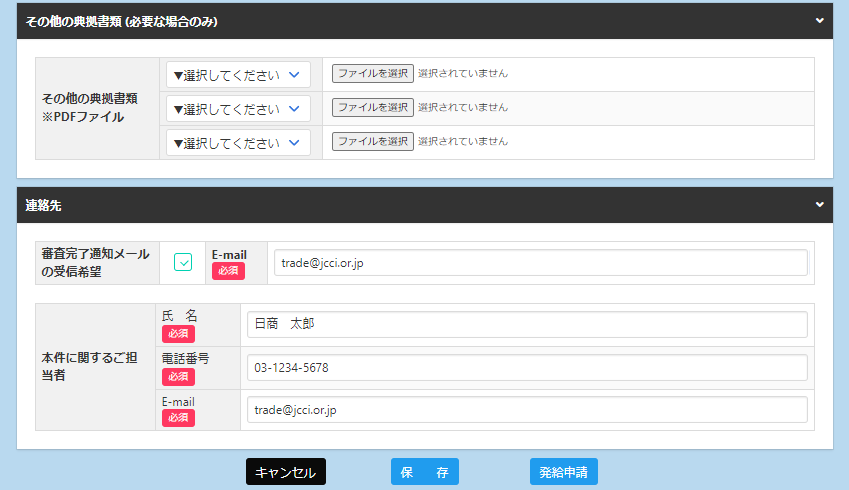 その他の典拠書類 (必要な場合のみ)
その他の典拠書類
※PDFファイル
▼選択してください ファイルを選択 選択されていません
▼選択してください ファイルを選択 選択されていません
▼選択してください ファイルを選択 選択されていません
連絡先
審査完了通知メール
の受信希望
E-mail
必須
trade@jcci.or.jp
本件に関するご担
当者
氏　名
必須
日商　太郎
電話番号
必須
03-1234-5678
E-mail
必須
trade@jcci.or.jp
キャンセル 保　存 発給申請